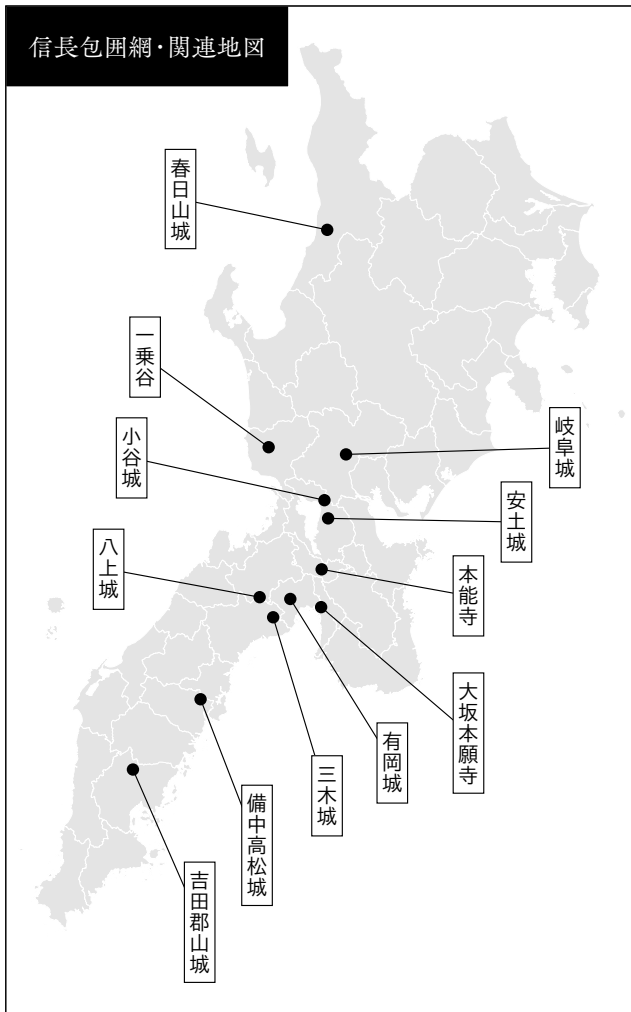 信長包囲網・関連地図
春日山城
一乗谷
小谷城
八上城
岐阜城
安土城
本能寺
大坂本願寺
有岡城
三木城
備中高松城
吉田郡山城